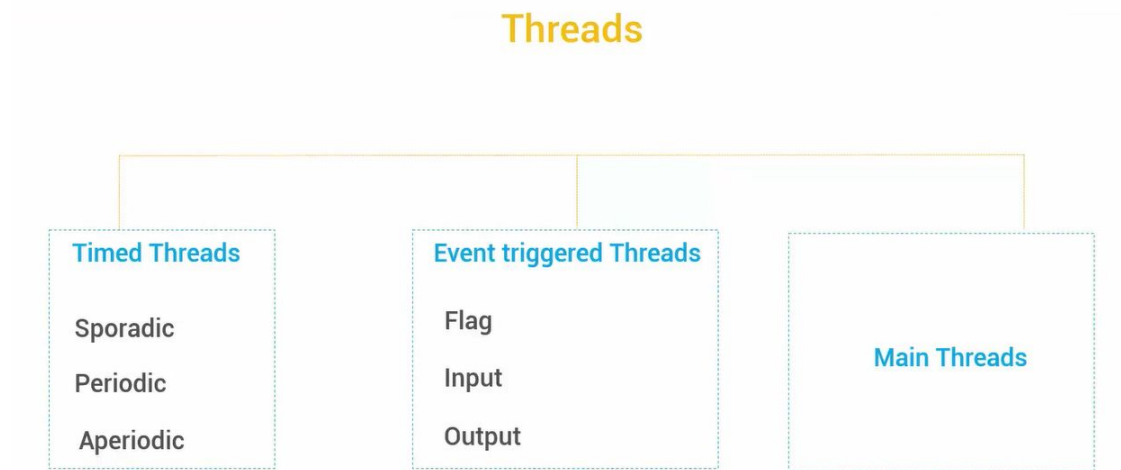 Threads
Timed Threads
Sporadic
Periodic
Aperiodic
Event triggered Threads
Flag
Input
Output
Main Threads